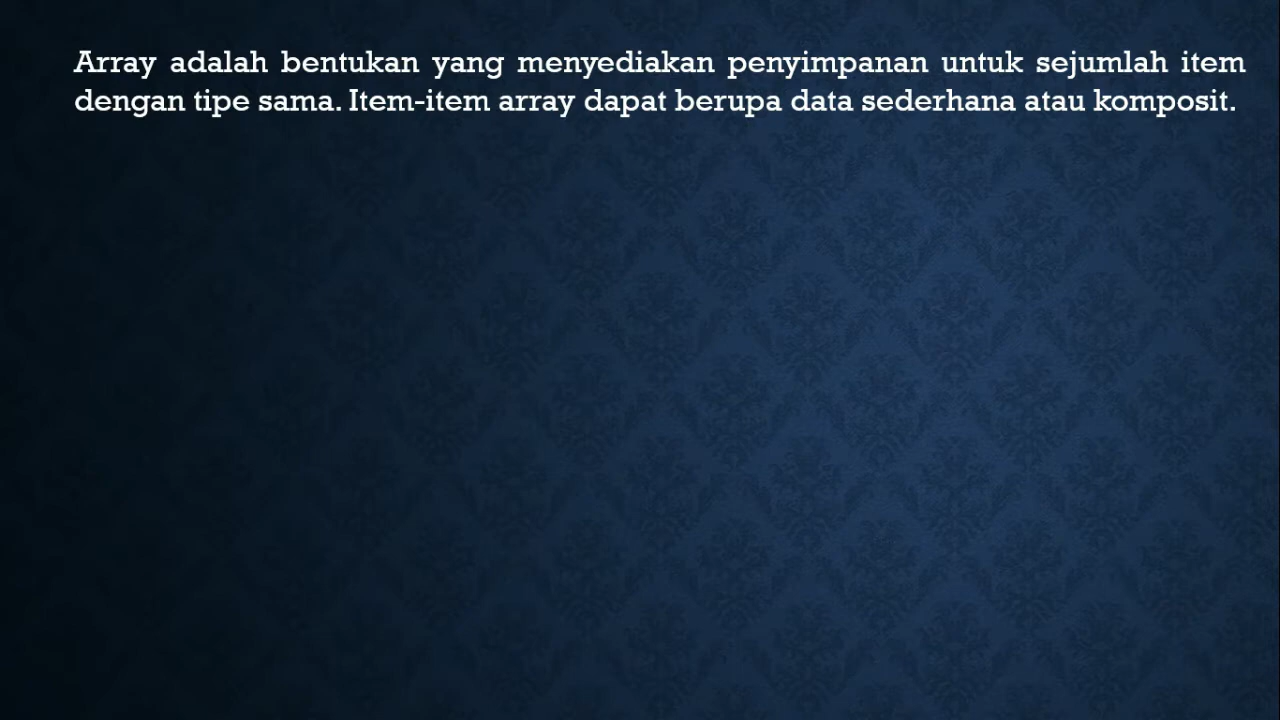 Array adalah bentukan yang menyediakan penyimpanan untuk sejumlah item
dengan tipe sama. Item-item array dapat berupa data sederhana atau komposit.